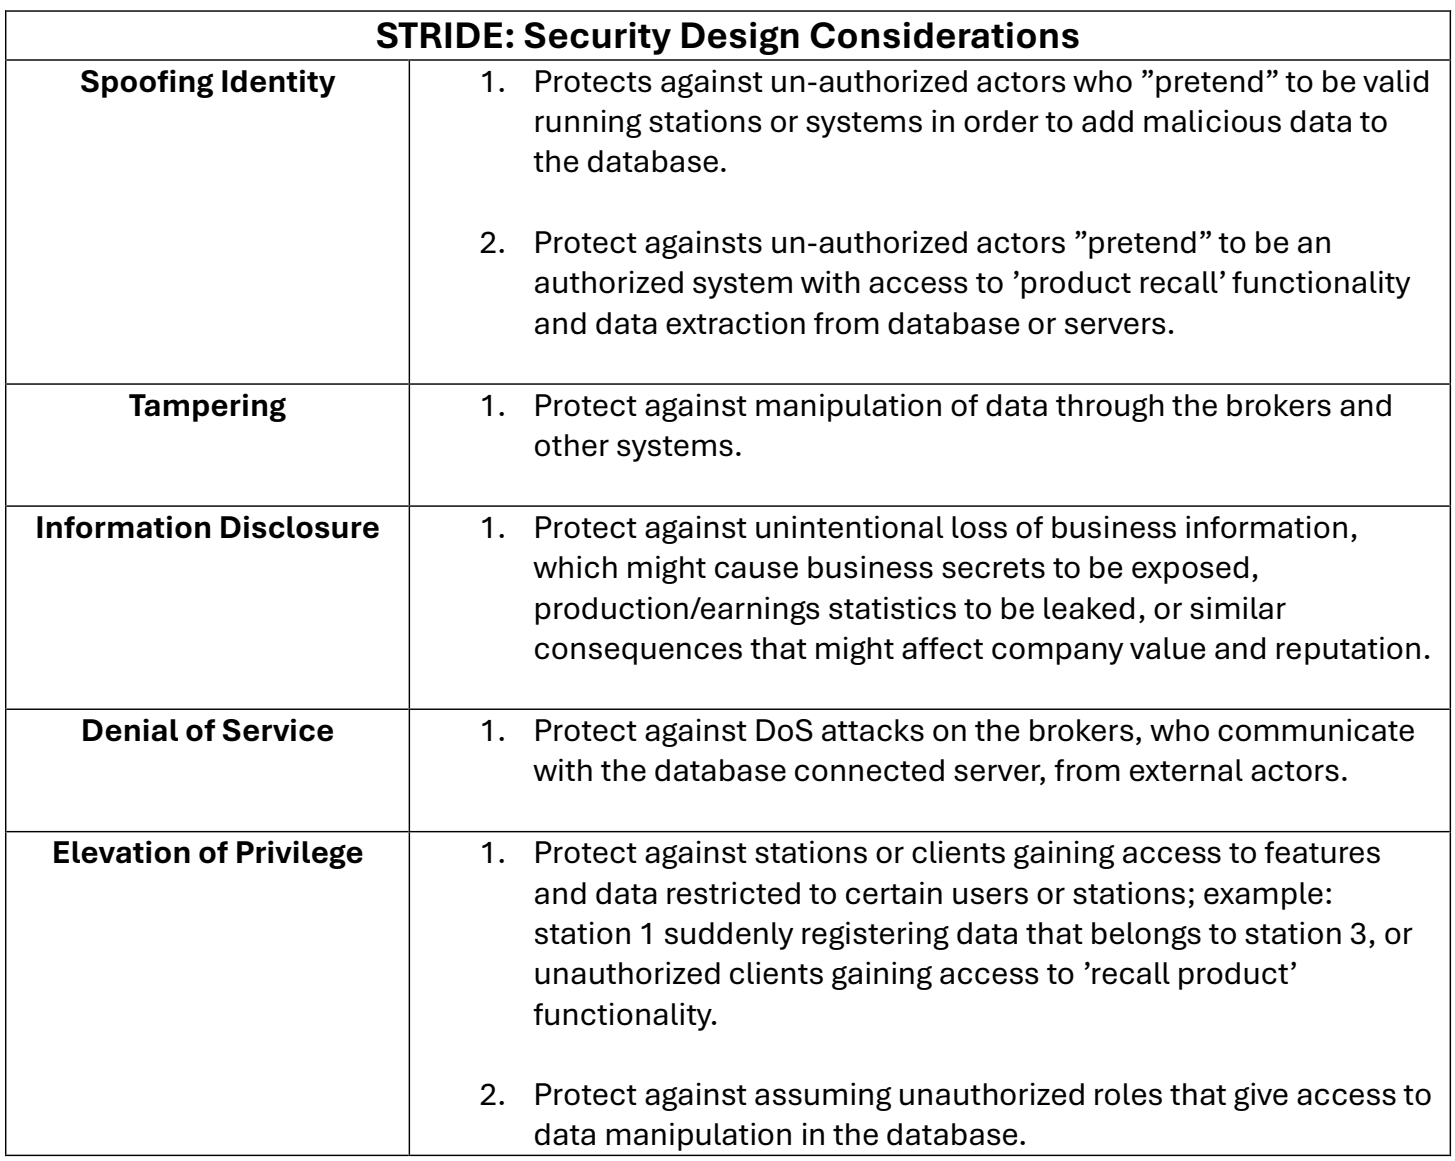 STRIDE: Security Design Considerations
Spoofing Identity
1. Protects against un-authorized actors who ”pretend” to be valid
running stations or systems in order to add malicious data to
the database.
2. Protect againsts un-authorized actors ”pretend” to be an
authorized system with access to ’product recall’ functionality
and data extraction from database or servers.
Tampering
1. Protect against manipulation of data through the brokers and
other systems.
Information Disclosure
1. Protect against unintentional loss of business information,
which might cause business secrets to be exposed,
production/earnings statistics to be leaked, or similar
consequences that might affect company value and reputation.
Denial of Service
1. Protect against DoS attacks on the brokers, who communicate
with the database connected server, from external actors.
Elevation of Privilege
1. Protect against stations or clients gaining access to features
and data restricted to certain users or stations; example:
station 1 suddenly registering data that belongs to station 3, or
unauthorized clients gaining access to ’recall product’
functionality.
2. Protect against assuming unauthorized roles that give access to
data manipulation in the database.